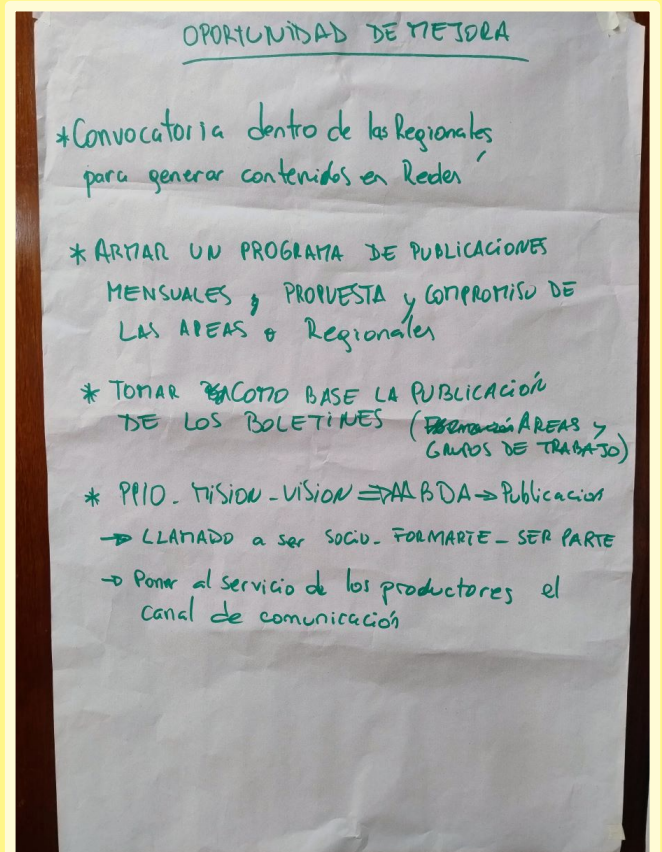 OPORTUNIDAD DE MEJORA
* Convocatoria dentro de las Regionales
para generar contenidos en Redes
* ARMAR UN PROGRAMA DE PUBLICACIONES
MENSUALES, PROPUESTA y COMPROMISO DE
LAS AREAS o Regionales
* TOMAR COMO BASE LA PUBLICACIÓN
DE LOS BOLETINES (AREAS y
GRUPOS DE TRABAJO)
* PPIO - MISION - VISION ⇒ AABDA → Publicacion
→ LLAMADO a ser socio - FORMARTE - SER PARTE
→ Poner al servicio de los productores el
canal de comunicación